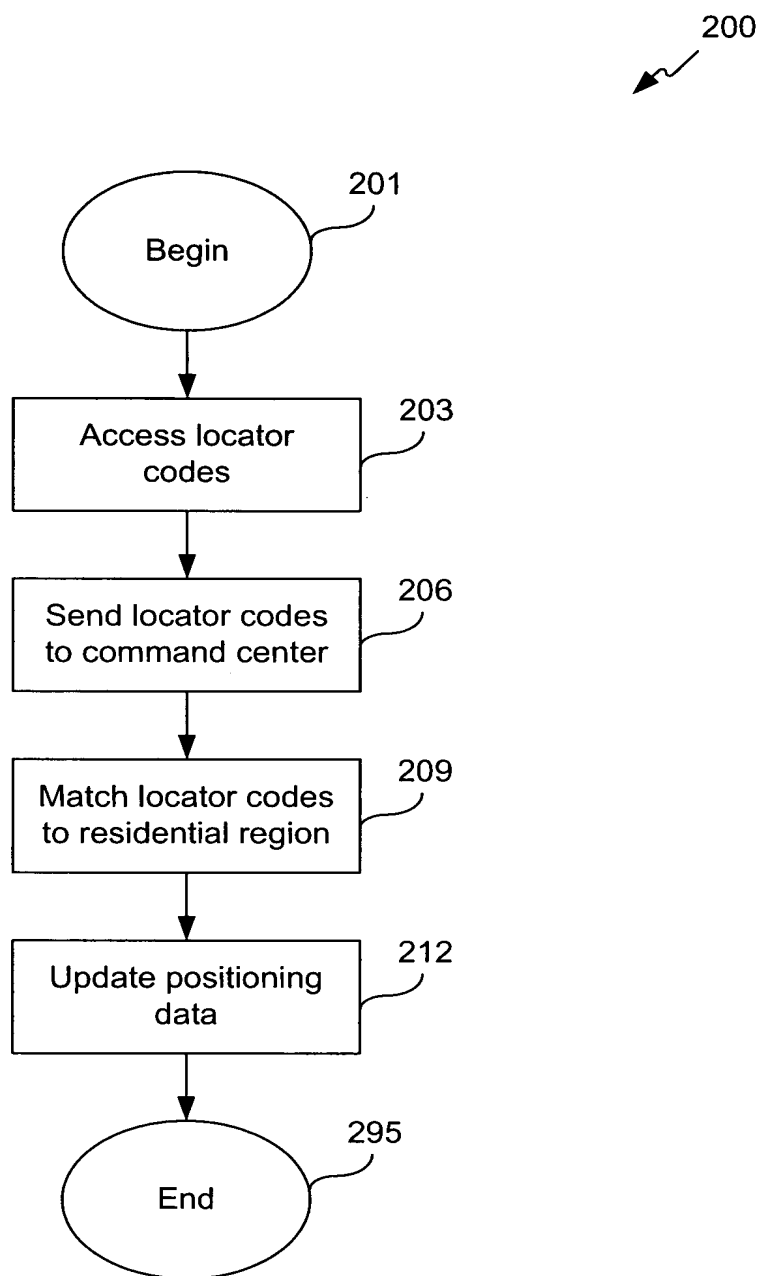 200
201
Begin
203
Access locator
codes
206
Send locator codes
to command center
209
Match locator codes
to residential region
212
Update positioning
data
295
End